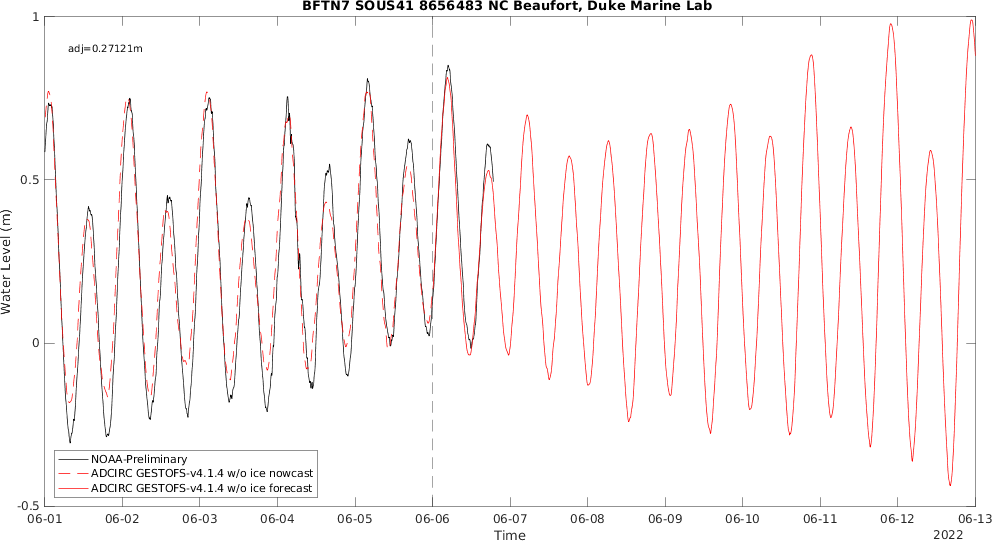 BFTN7 SOUS41 8656483 NC Beaufort, Duke Marine Lab
adj=0.27121m
1
0.5
0
-0.5
Water Level (m)
NOAA-Preliminary
ADCIRC GESTOFS-v4.1.4 w/o ice nowcast
ADCIRC GESTOFS-v4.1.4 w/o ice forecast
06-01 06-02 06-03 06-04 06-05 06-06 06-07 06-08 06-09 06-10 06-11 06-12 06-13
Time
2022